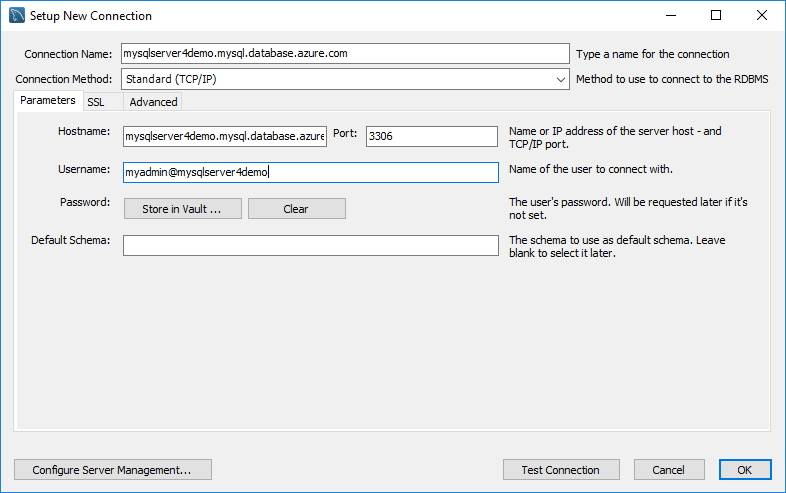 Setup New Connection
Connection Name: mysqlserver4demo.mysql.database.azure.com Type a name for the connection
Connection Method: Standard (TCP/IP) Method to use to connect to the RDBMS
Parameters SSL Advanced
Hostname: mysqlserver4demo.mysql.database.azure Port: 3306 Name or IP address of the server host - and
TCP/IP port.
Username: myadmin@mysqlserver4demo Name of the user to connect with.
Password: Store in Vault ... Clear The user's password. Will be requested later if it's
not set.
Default Schema: The schema to use as default schema. Leave
blank to select it later.
Configure Server Management... Test Connection Cancel OK